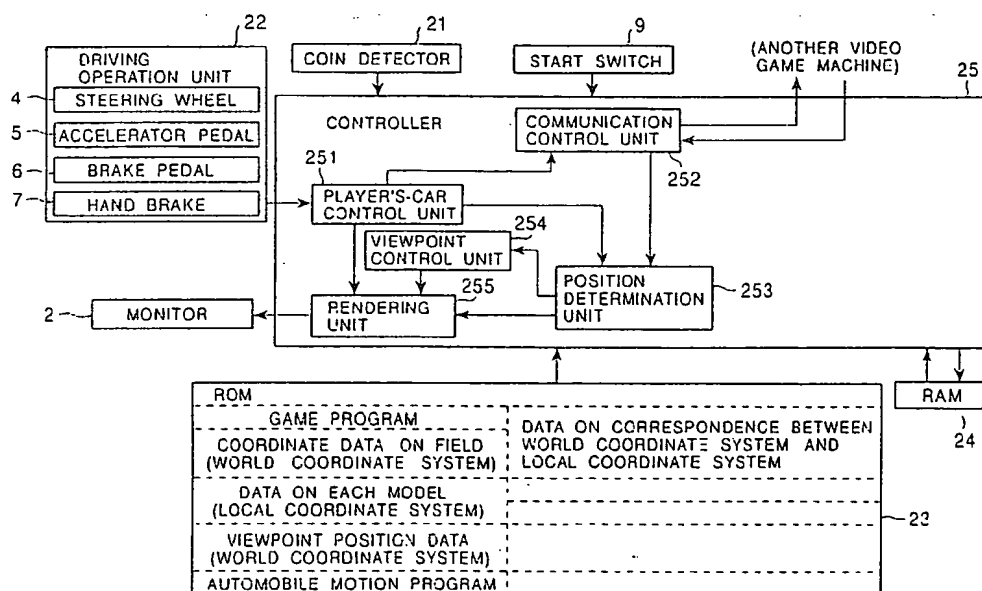 22
21
9
(ANOTHER VIDEO
GAME MACHINE)
25
DRIVING
OPERATION UNIT
COIN DETECTOR
START SWITCH
4
STEERING WHEEL
5
ACCELERATOR PEDAL
6
BRAKE PEDAL
7
HAND BRAKE
CONTROLLER
COMMUNICATION
CONTROL UNIT
252
251
PLAYER'S-CAR
CONTROL UNIT
254
VIEWPOINT
CONTROL UNIT
255
RENDERING
UNIT
POSITION
DETERMINATION
UNIT
253
2
MONITOR
RAM
24
ROM
GAME PROGRAM
COORDINATE DATA ON FIELD
(WORLD COORDINATE SYSTEM)
DATA ON EACH MODEL
(LOCAL COORDINATE SYSTEM)
VIEWPOINT POSITION DATA
(WORLD COORDINATE SYSTEM)
AUTOMOBILE MOTION PROGRAM
DATA ON CORRESPONDENCE BETWEEN
WORLD COORDINATE SYSTEM AND
LOCAL COORDINATE SYSTEM
23